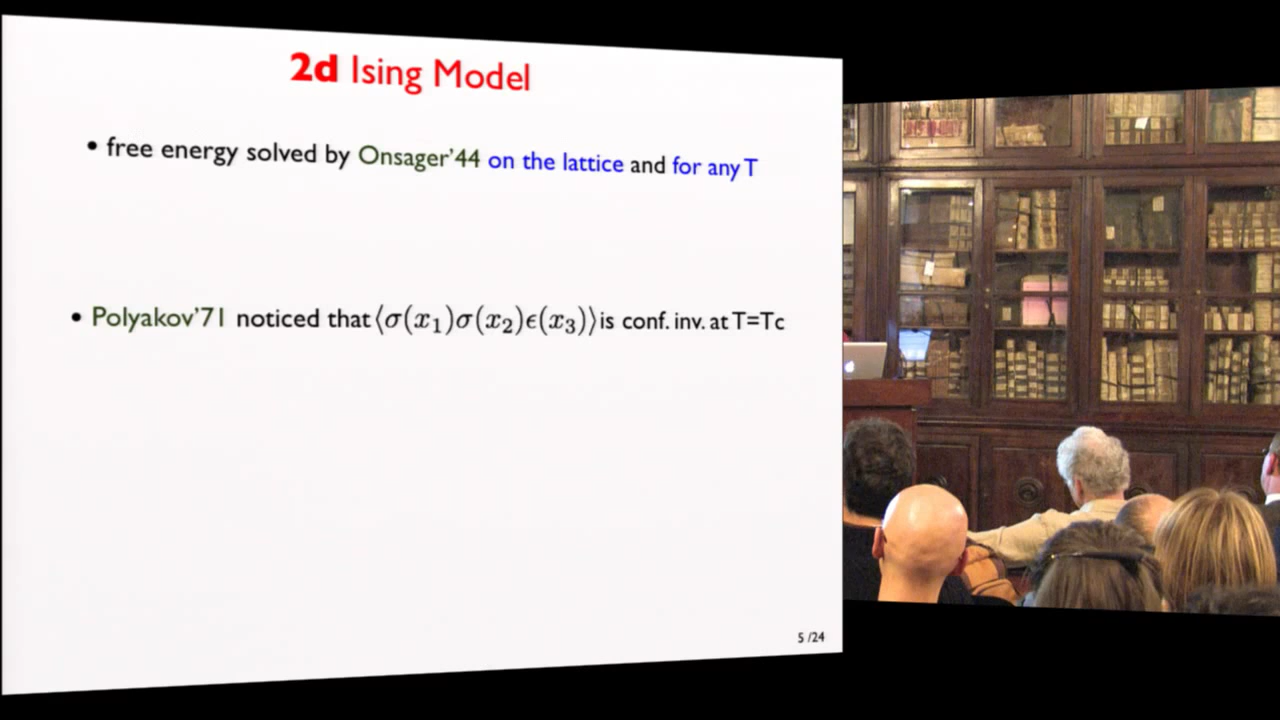 2d Ising Model
• free energy solved by Onsager’44 on the lattice and for any T
• Polyakov’71 noticed that ⟨σ(x₁)σ(x₂)ϵ(x₃)⟩ is conf. inv. at T=Tc
5 /24